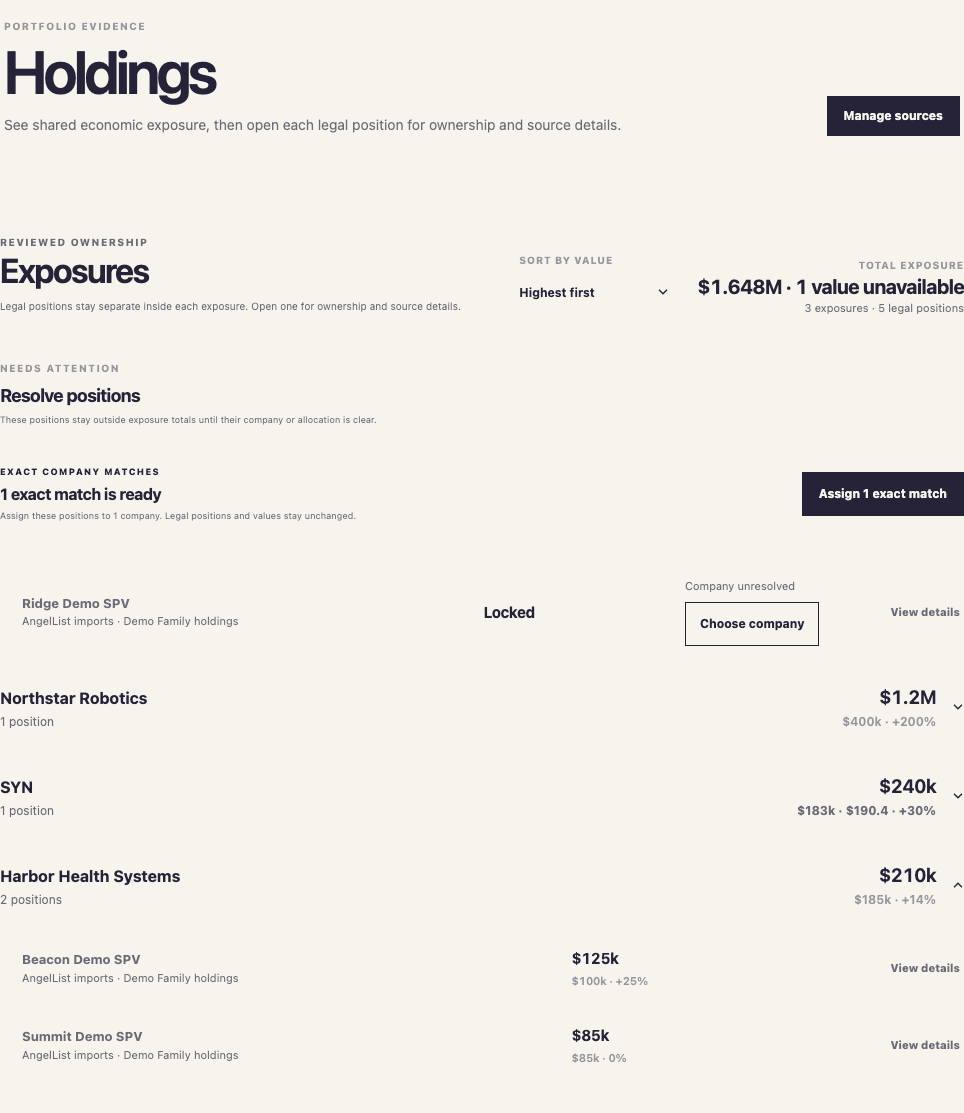 PORTFOLIO EVIDENCE
Holdings
See shared economic exposure, then open each legal position for ownership and source details.
Manage sources
REVIEWED OWNERSHIP
Exposures
Legal positions stay separate inside each exposure. Open one for ownership and source details.
SORT BY VALUE
Highest first
TOTAL EXPOSURE
$1.648M · 1 value unavailable
3 exposures · 5 legal positions
NEEDS ATTENTION
Resolve positions
These positions stay outside exposure totals until their company or allocation is clear.
EXACT COMPANY MATCHES
1 exact match is ready
Assign these positions to 1 company. Legal positions and values stay unchanged.
Assign 1 exact match
Ridge Demo SPV
AngelList imports · Demo Family holdings
Locked
Company unresolved
Choose company
View details
Northstar Robotics
1 position
$1.2M
$400k · +200%
SYN
1 position
$240k
$183k · $190.4 · +30%
Harbor Health Systems
2 positions
$210k
$185k · +14%
Beacon Demo SPV
AngelList imports · Demo Family holdings
$125k
$100k · +25%
View details
Summit Demo SPV
AngelList imports · Demo Family holdings
$85k
$85k · 0%
View details